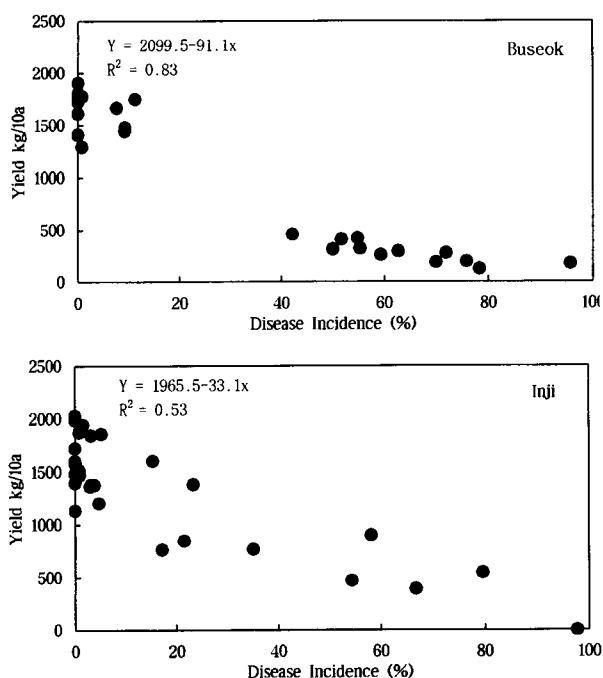 2500
Y = 2099.5-91.1x
Buseok
R² = 0.83
2000
1500
1000
500
0
Yield kg/10a
0 20 40 60 80 100
Disease Incidence (%)
2500
Y = 1965.5-33.1x
Inji
R² = 0.53
2000
1500
1000
500
0
Yield kg/10a
0 20 40 60 80 100
Disease Incidence (%)